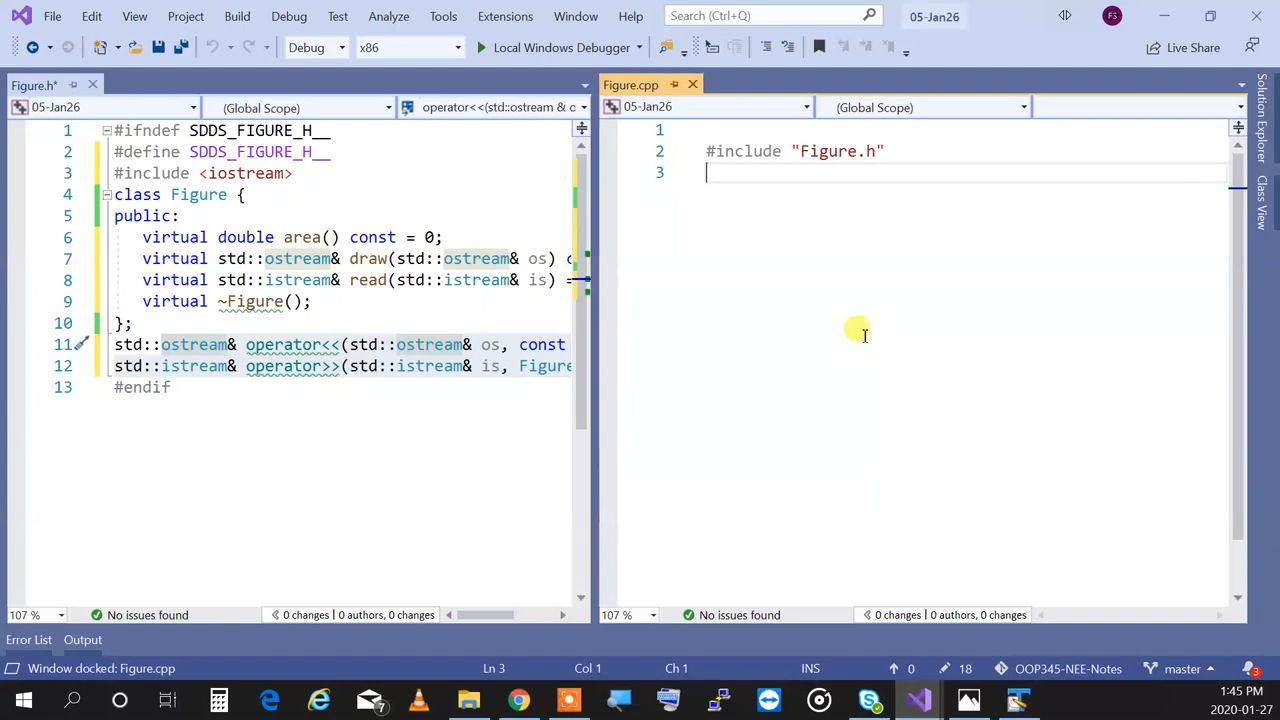 File Edit View Project Build Debug Test Analyze Tools Extensions Window Help Search (Ctrl+Q) 05-Jan26 FS
Debug x86 Local Windows Debugger Live Share
Figure.h*
05-Jan26 (Global Scope) operator<<(std::ostream & o
1 #ifndef SDDS_FIGURE_H__
2 #define SDDS_FIGURE_H__
3 #include <iostream>
4 class Figure {
5 public:
6 virtual double area() const = 0;
7 virtual std::ostream& draw(std::ostream& os) c
8 virtual std::istream& read(std::istream& is) =
9 virtual ~Figure();
10 };
11 std::ostream& operator<<(std::ostream& os, const
12 std::istream& operator>>(std::istream& is, Figure
13 #endif
107 % No issues found 0 changes | 0 authors, 0 changes
Figure.cpp
05-Jan26 (Global Scope)
1
2 #include "Figure.h"
3
107 % No issues found 0 changes | 0 authors, 0 changes
Solution Explorer
Class View
Error List Output
Window docked: Figure.cpp Ln 3 Col 1 Ch 1 INS 0 18 OOP345-NEE-Notes master 3
7
1:45 PM
2020-01-27